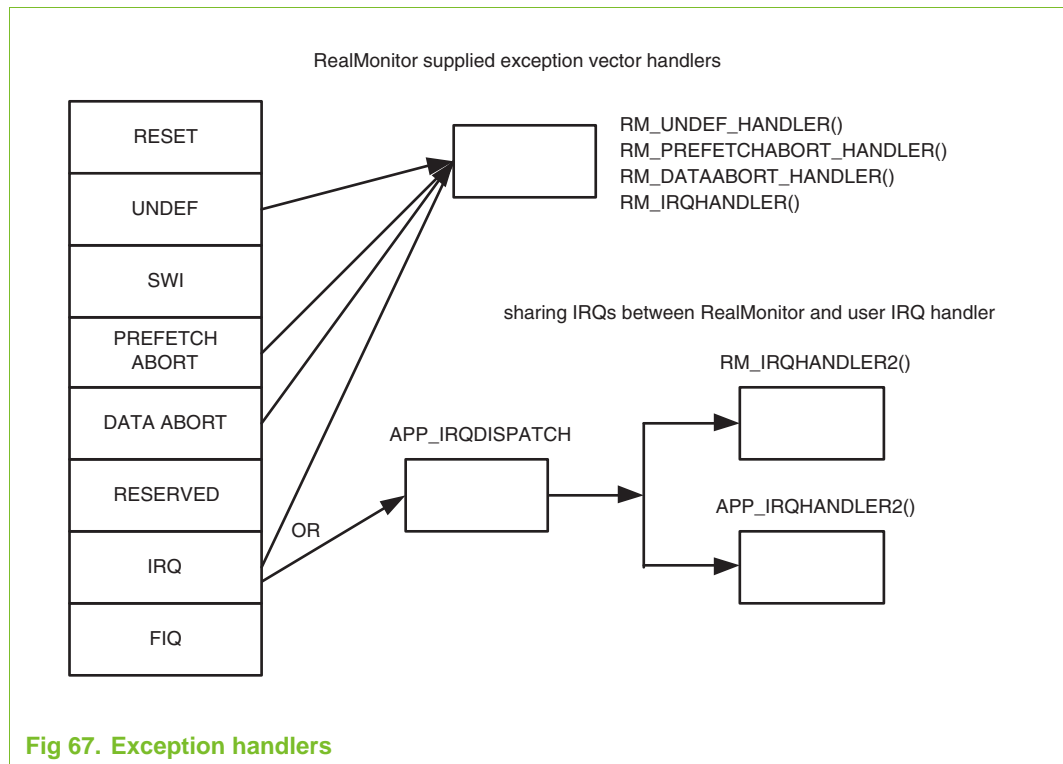 RealMonitor supplied exception vector handlers
RESET
UNDEF
SWI
PREFETCH
ABORT
DATA ABORT
RESERVED
IRQ
FIQ
RM_UNDEF_HANDLER()
RM_PREFETCHABORT_HANDLER()
RM_DATAABORT_HANDLER()
RM_IRQHANDLER()
sharing IRQs between RealMonitor and user IRQ handler
RM_IRQHANDLER2()
APP_IRQDISPATCH
APP_IRQHANDLER2()
OR
Fig 67. Exception handlers